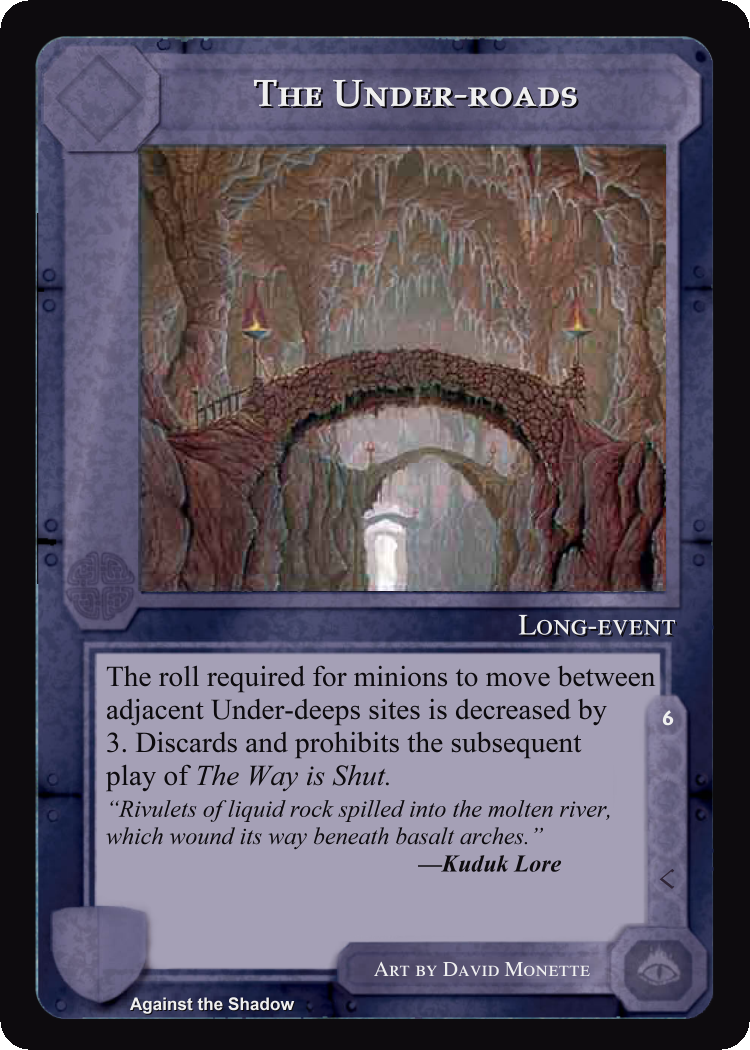 The Under-roads
Long-event
The roll required for minions to move between
adjacent Under-deeps sites is decreased by
3. Discards and prohibits the subsequent
play of The Way is Shut.
6
“Rivulets of liquid rock spilled into the molten river,
which wound its way beneath basalt arches.”
—Kuduk Lore
Art by David Monette
Against the Shadow